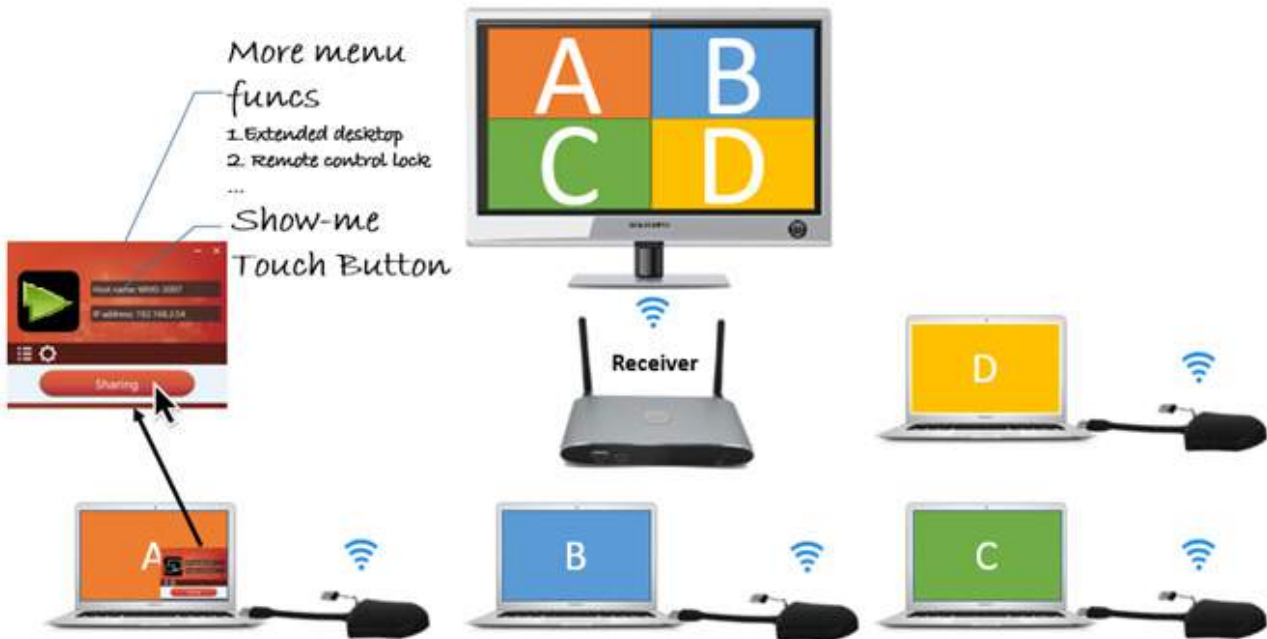 More menu
funcs
1.Extended desktop
2. Remote control lock
...
Show-me
Touch Button
A
B
C
D
Receiver
Sharing
D
A
B
C